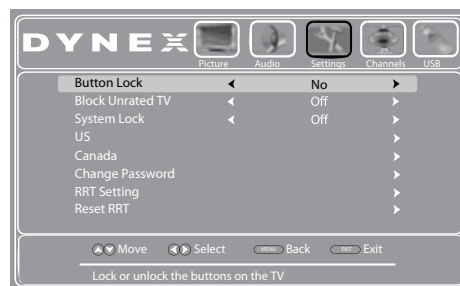 DYNEX
Picture Audio Settings Channels USB
Button Lock No
Block Unrated TV Off
System Lock Off
US
Canada
Change Password
RRT Setting
Reset RRT
Move Select MENU Back EXIT Exit
Lock or unlock the buttons on the TV